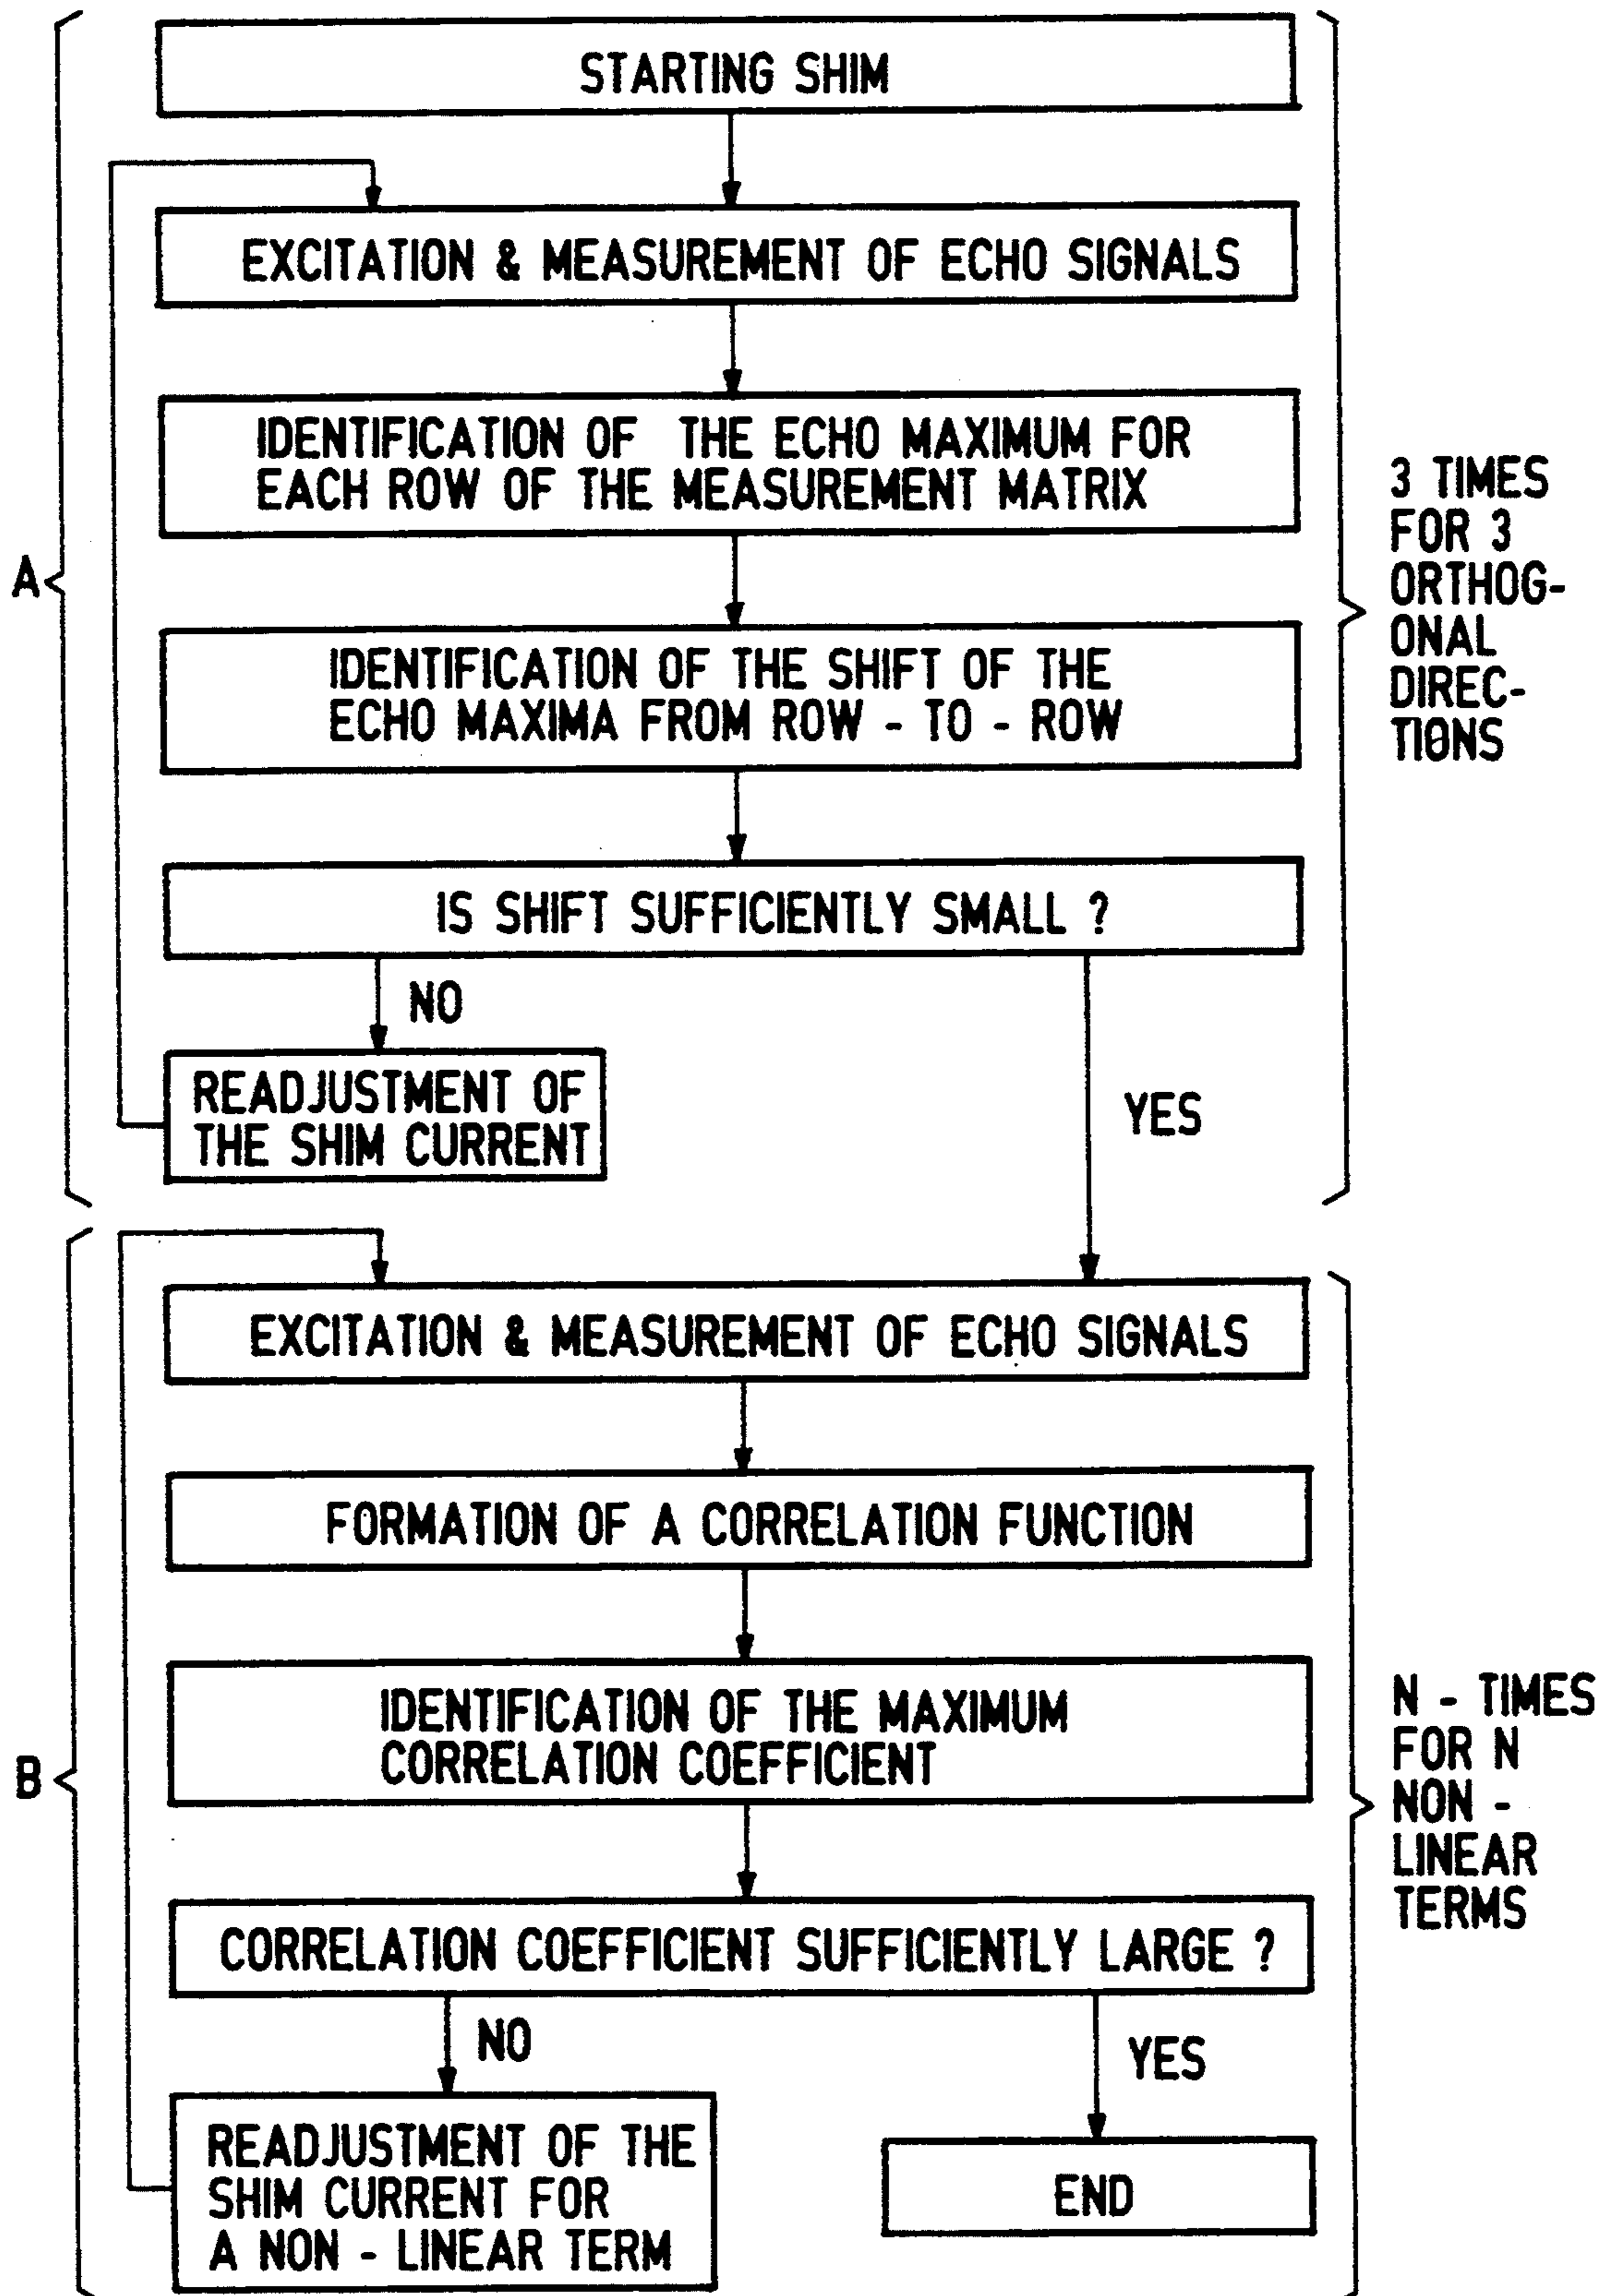 STARTING SHIM
EXCITATION & MEASUREMENT OF ECHO SIGNALS
IDENTIFICATION OF THE ECHO MAXIMUM FOR
EACH ROW OF THE MEASUREMENT MATRIX
IDENTIFICATION OF THE SHIFT OF THE
ECHO MAXIMA FROM ROW - TO - ROW
IS SHIFT SUFFICIENTLY SMALL ?
NO
READJUSTMENT OF
THE SHIM CURRENT
YES
A
3 TIMES
FOR 3
ORTHOG-
ONAL
DIREC-
TIONS
EXCITATION & MEASUREMENT OF ECHO SIGNALS
FORMATION OF A CORRELATION FUNCTION
IDENTIFICATION OF THE MAXIMUM
CORRELATION COEFFICIENT
CORRELATION COEFFICIENT SUFFICIENTLY LARGE ?
NO
READJUSTMENT OF THE
SHIM CURRENT FOR
A NON - LINEAR TERM
YES
END
B
N - TIMES
FOR N
NON -
LINEAR
TERMS